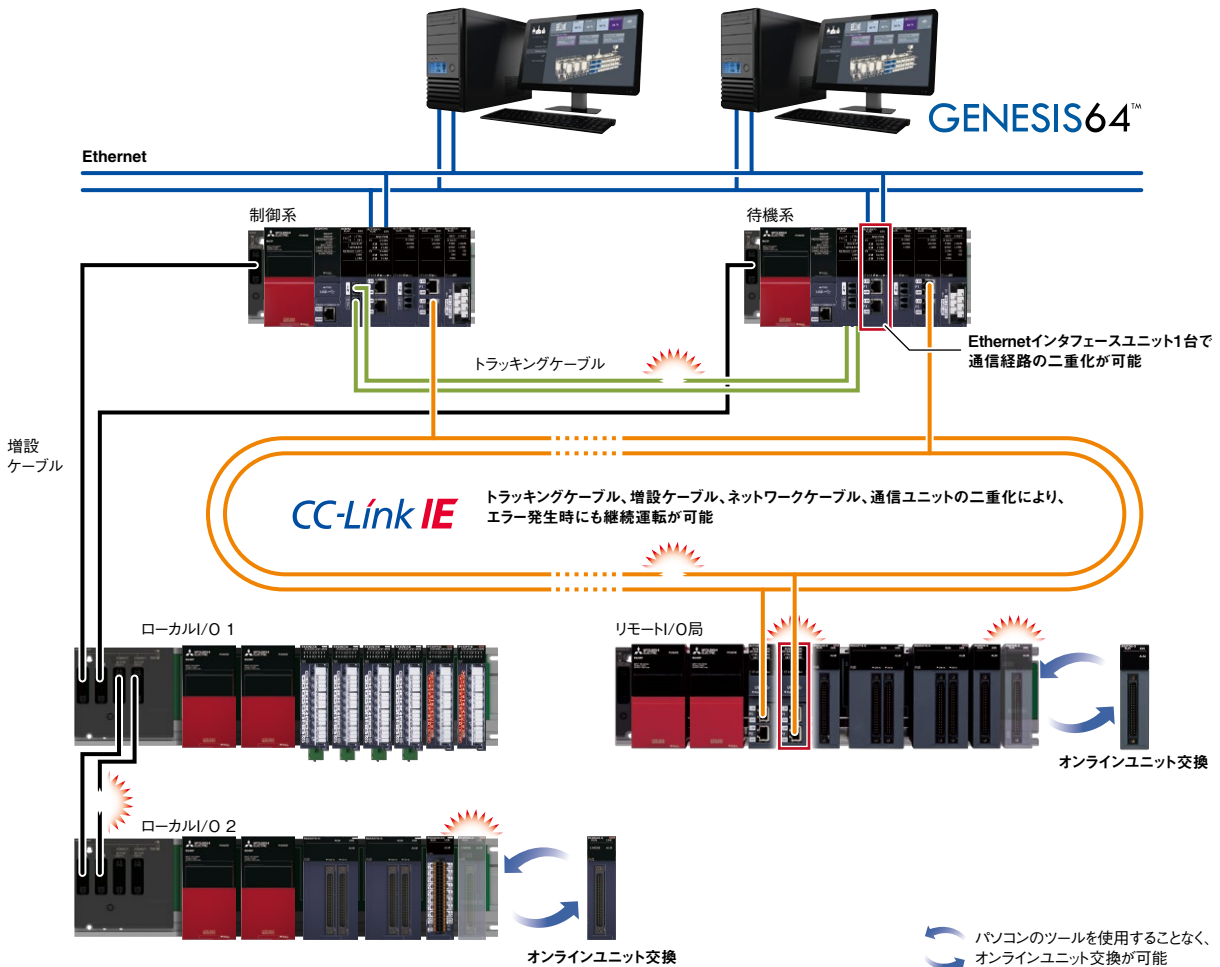 GENESIS64™
Ethernet
制御系
待機系
Ethernetインタフェースユニット1台で
通信経路の二重化が可能
トラッキングケーブル
増設
ケーブル
CC-Link IE
トラッキングケーブル、増設ケーブル、ネットワークケーブル、通信ユニットの二重化により、
エラー発生時にも継続運転が可能
ローカルI/O 1
リモートI/O局
オンラインユニット交換
ローカルI/O 2
オンラインユニット交換
パソコンのツールを使用することなく、
オンラインユニット交換が可能